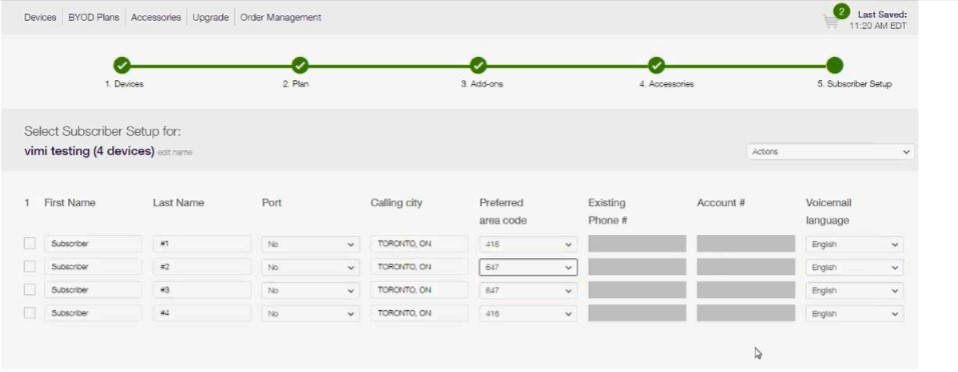 Devices BYOD Plans Accessories Upgrade Order Management
2 Last Saved:
11:20 AM EDT
1. Devices 2. Plan 3. Add-ons 4. Accessories 5. Subscriber Setup
Select Subscriber Setup for:
vimi testing (4 devices) edit name
Actions
1 First Name Last Name Port Calling city Preferred Existing Account # Voicemail
area code Phone # language
Subscriber #1 No TORONTO, ON 416 English
Subscriber #2 No TORONTO, ON 647 English
Subscriber #3 No TORONTO, ON 647 English
Subscriber #4 No TORONTO, ON 416 English